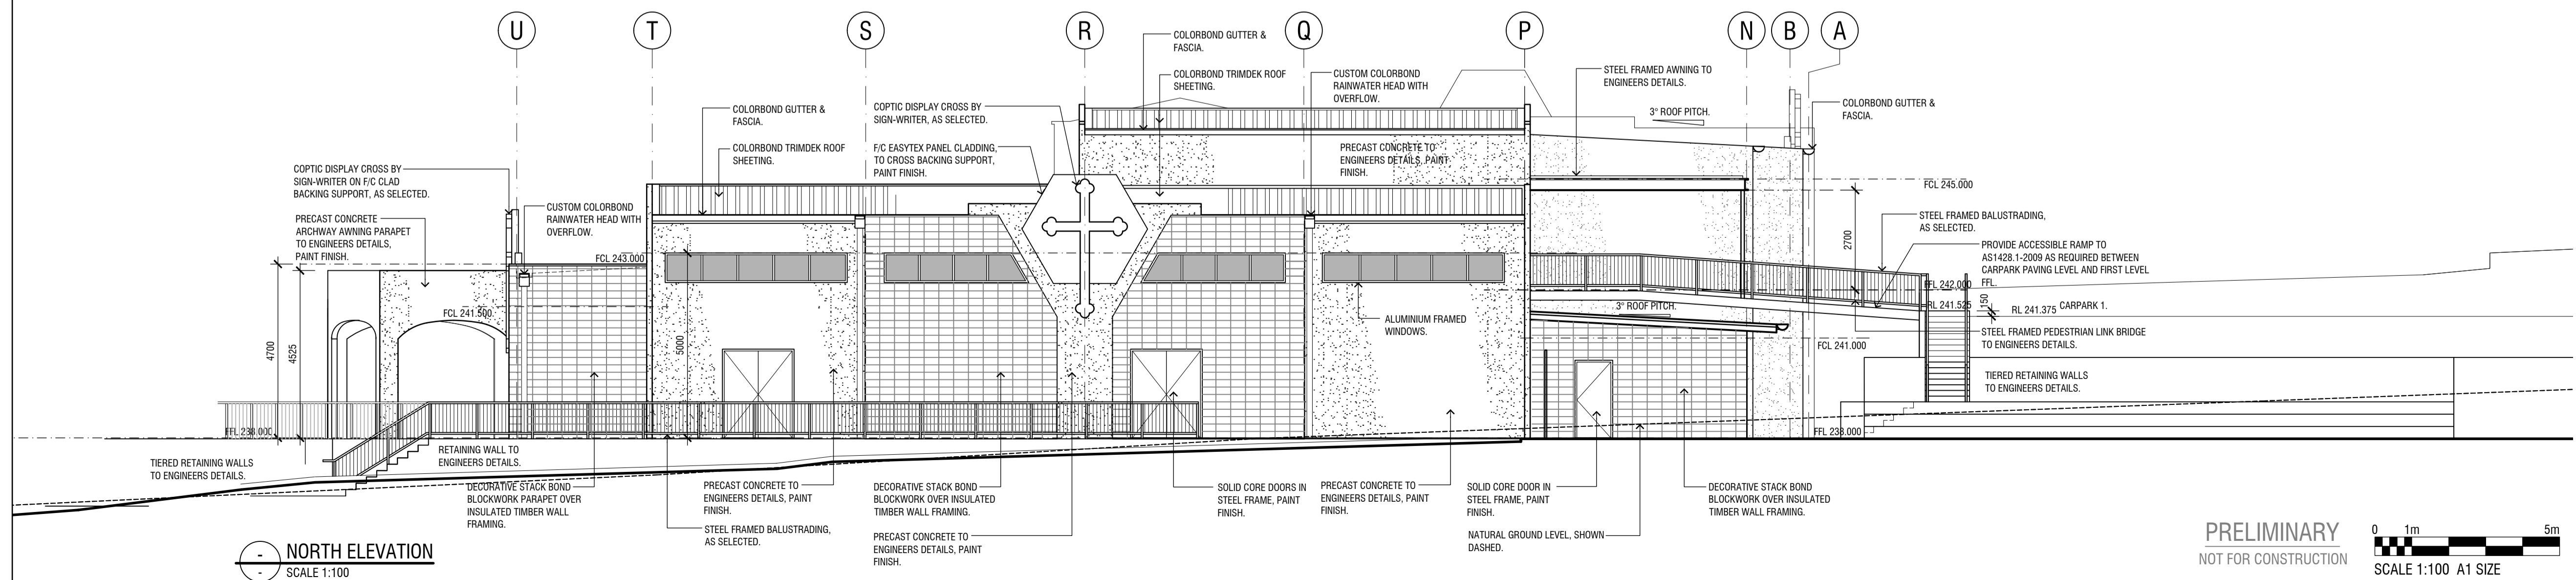 U
T
S
R
Q
P
N
B
A
COLORBOND GUTTER &
FASCIA.
COLORBOND TRIMDEK ROOF
SHEETING.
CUSTOM COLORBOND
RAINWATER HEAD WITH
OVERFLOW.
STEEL FRAMED AWNING TO
ENGINEERS DETAILS.
3° ROOF PITCH.
COLORBOND GUTTER &
FASCIA.
COLORBOND GUTTER &
FASCIA.
COPTIC DISPLAY CROSS BY
SIGN-WRITER, AS SELECTED.
COLORBOND TRIMDEK ROOF
SHEETING.
F/C EASYTEX PANEL CLADDING,
TO CROSS BACKING SUPPORT,
PAINT FINISH.
PRECAST CONCRETE TO
ENGINEERS DETAILS, PAINT
FINISH.
COPTIC DISPLAY CROSS BY
SIGN-WRITER ON F/C CLAD
BACKING SUPPORT, AS SELECTED.
CUSTOM COLORBOND
RAINWATER HEAD WITH
OVERFLOW.
PRECAST CONCRETE
ARCHWAY AWNING PARAPET
TO ENGINEERS DETAILS,
PAINT FINISH.
FCL 245.000
STEEL FRAMED BALUSTRADING,
AS SELECTED.
2700
PROVIDE ACCESSIBLE RAMP TO
AS1428.1-2009 AS REQUIRED BETWEEN
CARPARK PAVING LEVEL AND FIRST LEVEL
FFL.
FCL 243.000
FFL 242.000
RL 241.525
150
RL 241.375
CARPARK 1.
3° ROOF PITCH.
FCL 241.500
ALUMINIUM FRAMED
WINDOWS.
STEEL FRAMED PEDESTRIAN LINK BRIDGE
TO ENGINEERS DETAILS.
FCL 241.000
4700
4525
5000
TIERED RETAINING WALLS
TO ENGINEERS DETAILS.
FFL 238.000
FFL 238.000
TIERED RETAINING WALLS
TO ENGINEERS DETAILS.
RETAINING WALL TO
ENGINEERS DETAILS.
DECORATIVE STACK BOND
BLOCKWORK PARAPET OVER
INSULATED TIMBER WALL
FRAMING.
PRECAST CONCRETE TO
ENGINEERS DETAILS, PAINT
FINISH.
DECORATIVE STACK BOND
BLOCKWORK OVER INSULATED
TIMBER WALL FRAMING.
SOLID CORE DOORS IN
STEEL FRAME, PAINT
FINISH.
PRECAST CONCRETE TO
ENGINEERS DETAILS, PAINT
FINISH.
SOLID CORE DOOR IN
STEEL FRAME, PAINT
FINISH.
DECORATIVE STACK BOND
BLOCKWORK OVER INSULATED
TIMBER WALL FRAMING.
STEEL FRAMED BALUSTRADING,
AS SELECTED.
PRECAST CONCRETE TO
ENGINEERS DETAILS, PAINT
FINISH.
NATURAL GROUND LEVEL, SHOWN
DASHED.
-
-
NORTH ELEVATION
SCALE 1:100
PRELIMINARY
NOT FOR CONSTRUCTION
0 1m 5m
SCALE 1:100 A1 SIZE